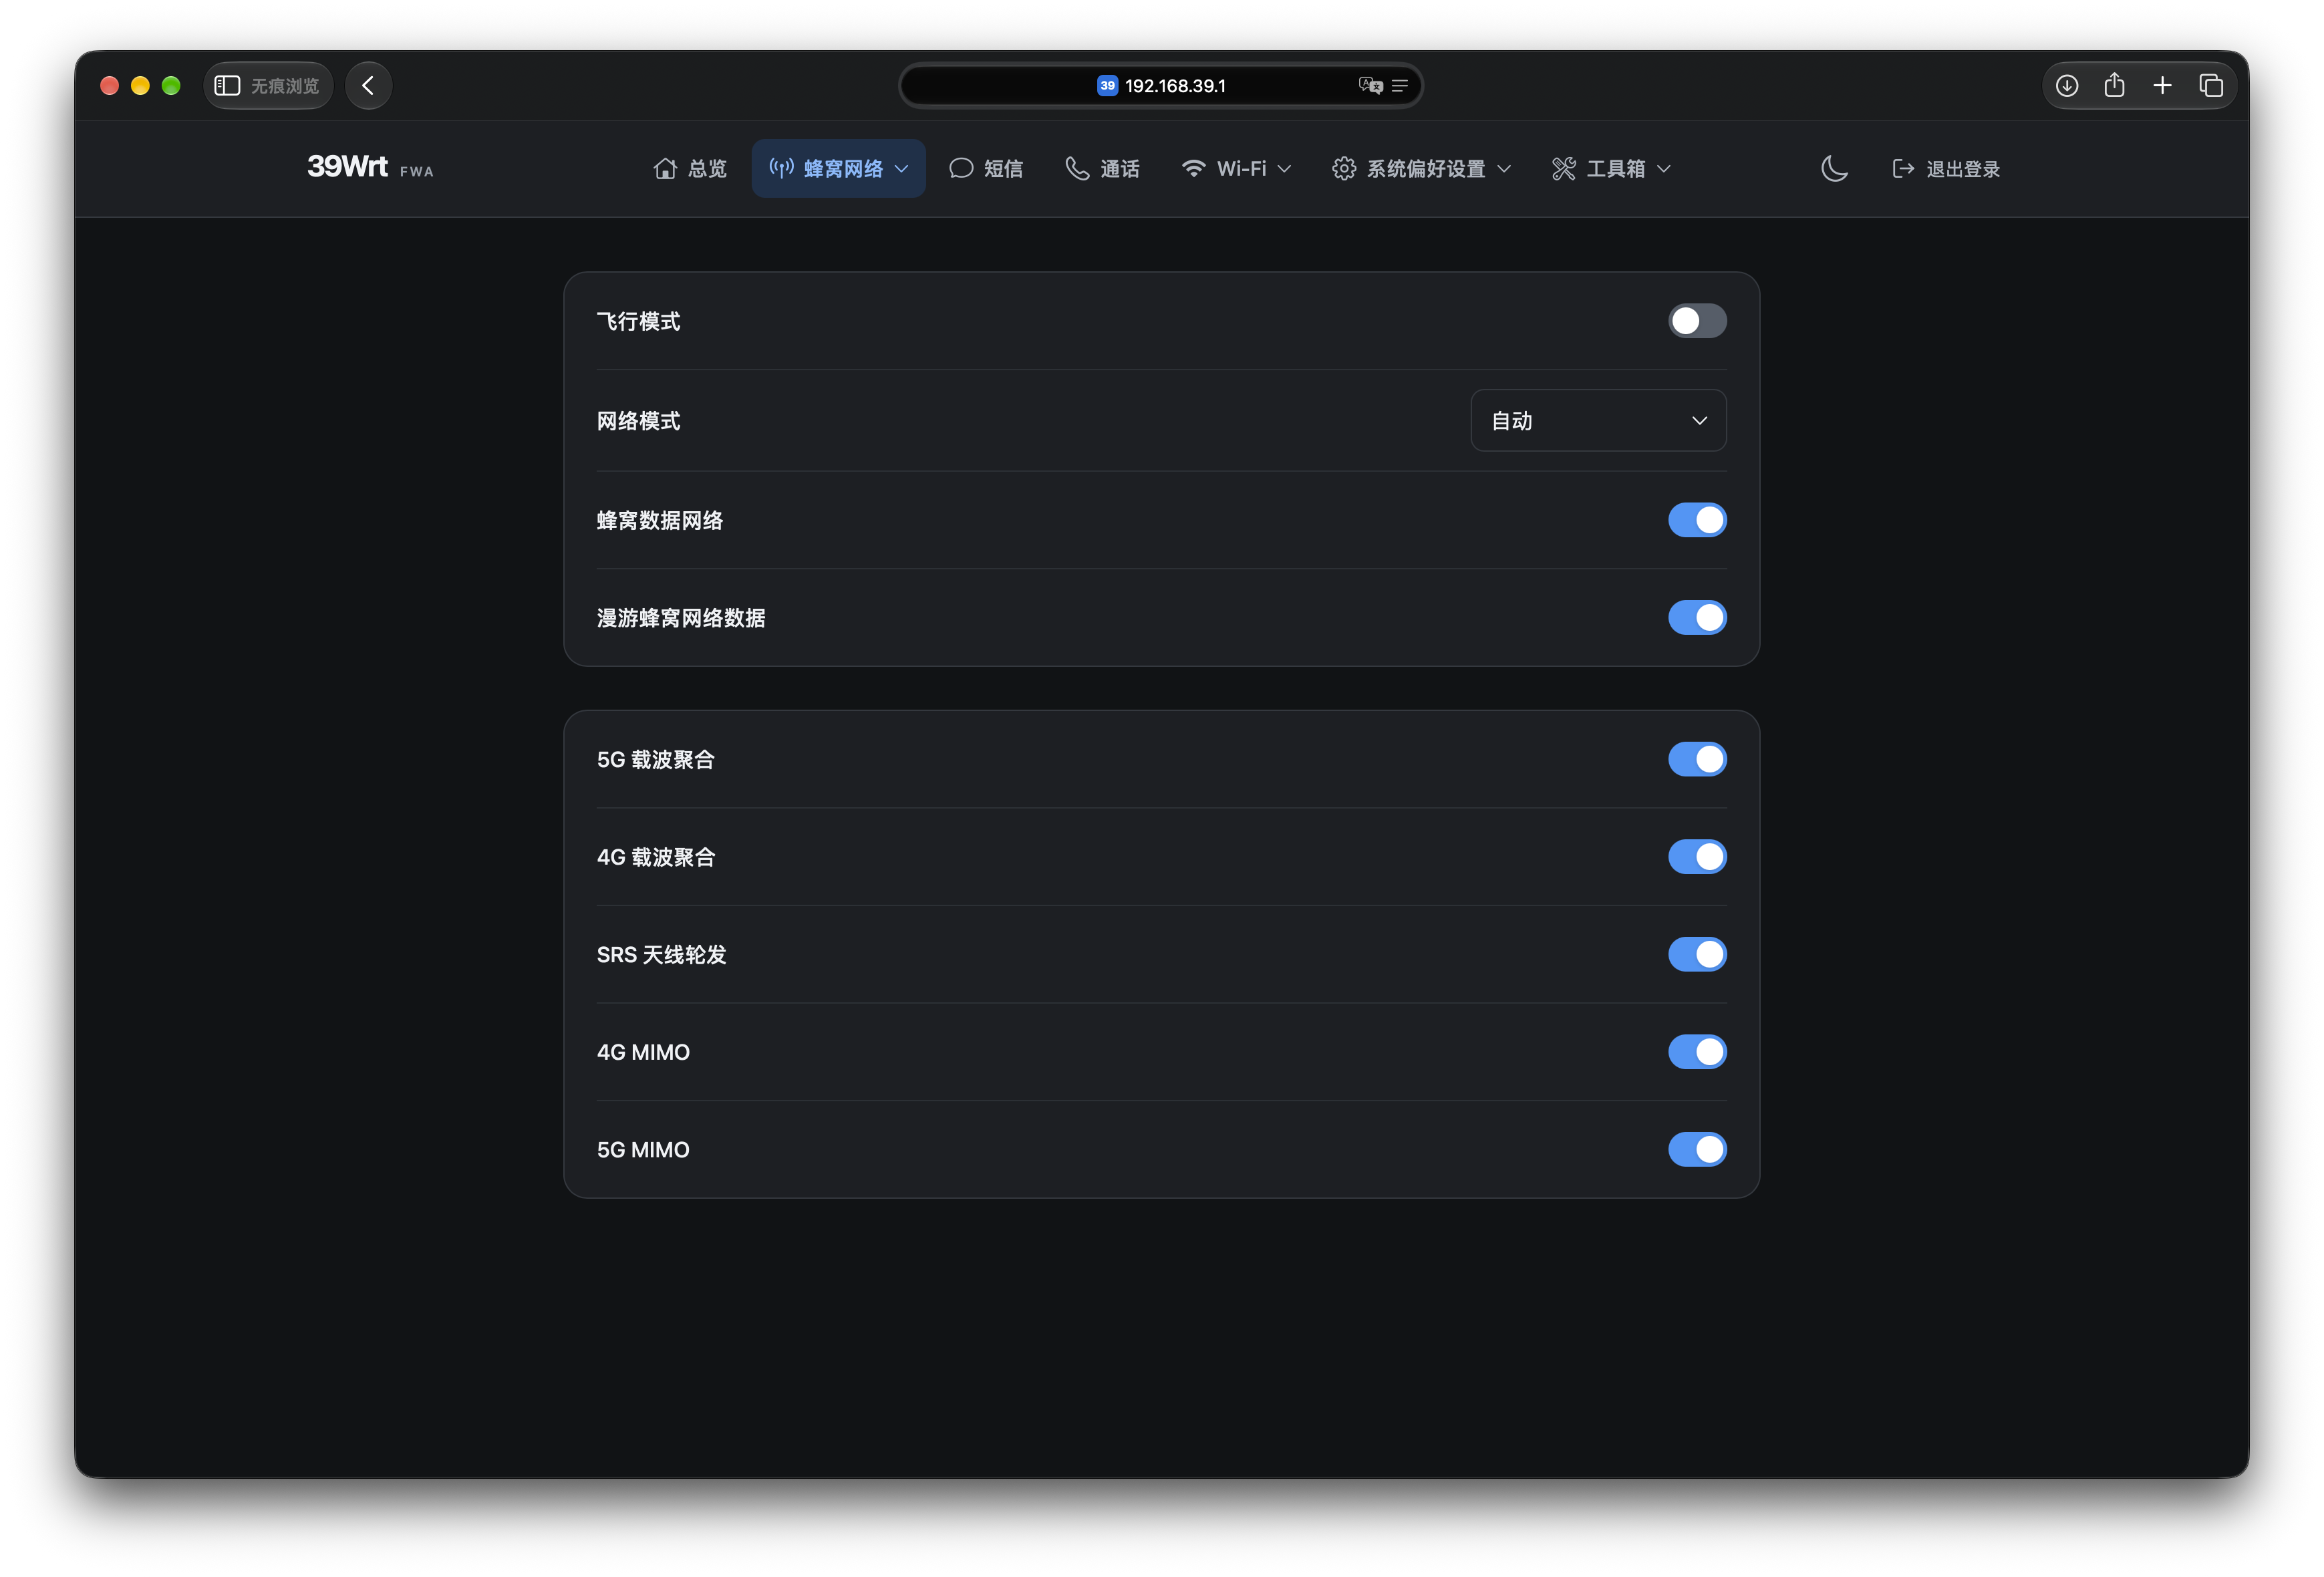 无痕浏览
39 192.168.39.1
39Wrt FWA 总览 蜂窝网络 短信 通话 Wi-Fi 系统偏好设置 工具箱 退出登录
飞行模式
网络模式 自动
蜂窝数据网络
漫游蜂窝网络数据
5G 载波聚合
4G 载波聚合
SRS 天线轮发
4G MIMO
5G MIMO